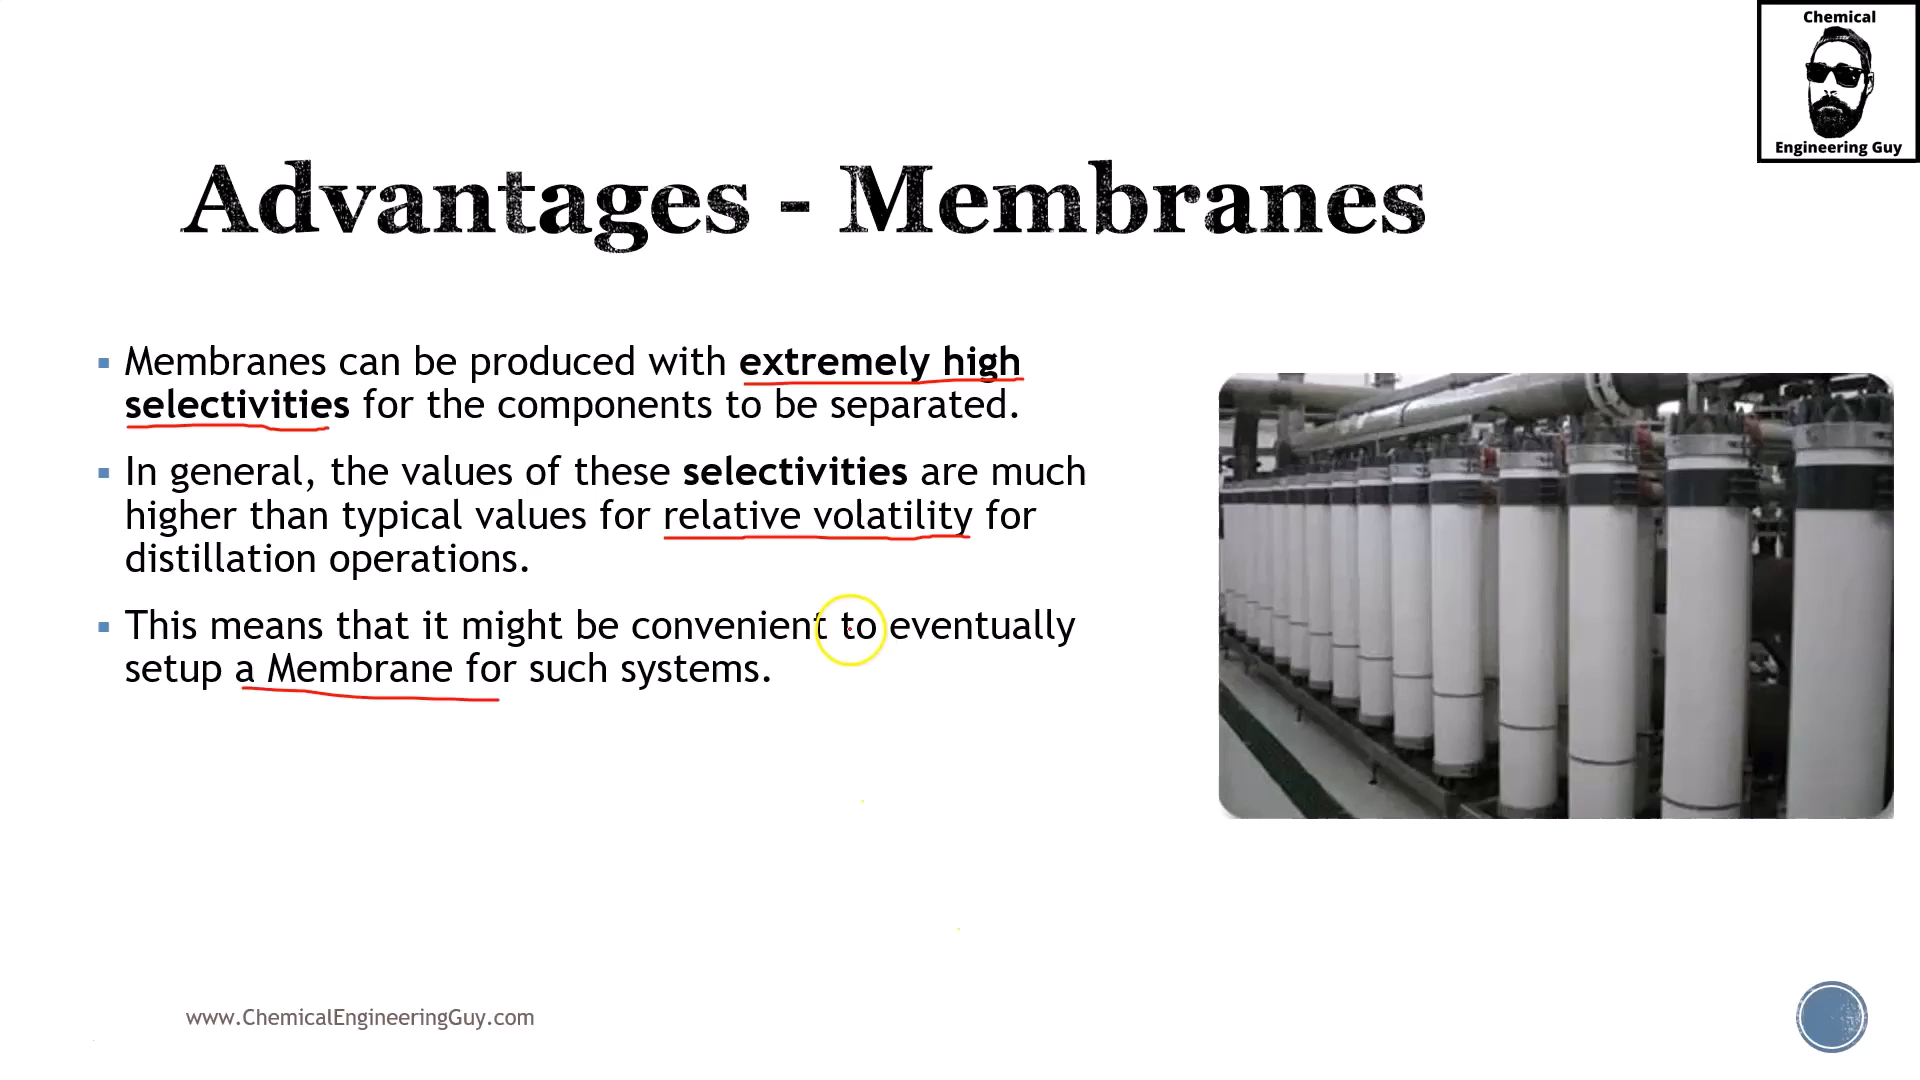 Chemical
Engineering Guy
Advantages - Membranes
Membranes can be produced with extremely high
selectivities for the components to be separated.
In general, the values of these selectivities are much
higher than typical values for relative volatility for
distillation operations.
This means that it might be convenient to eventually
setup a Membrane for such systems.
www.ChemicalEngineeringGuy.com